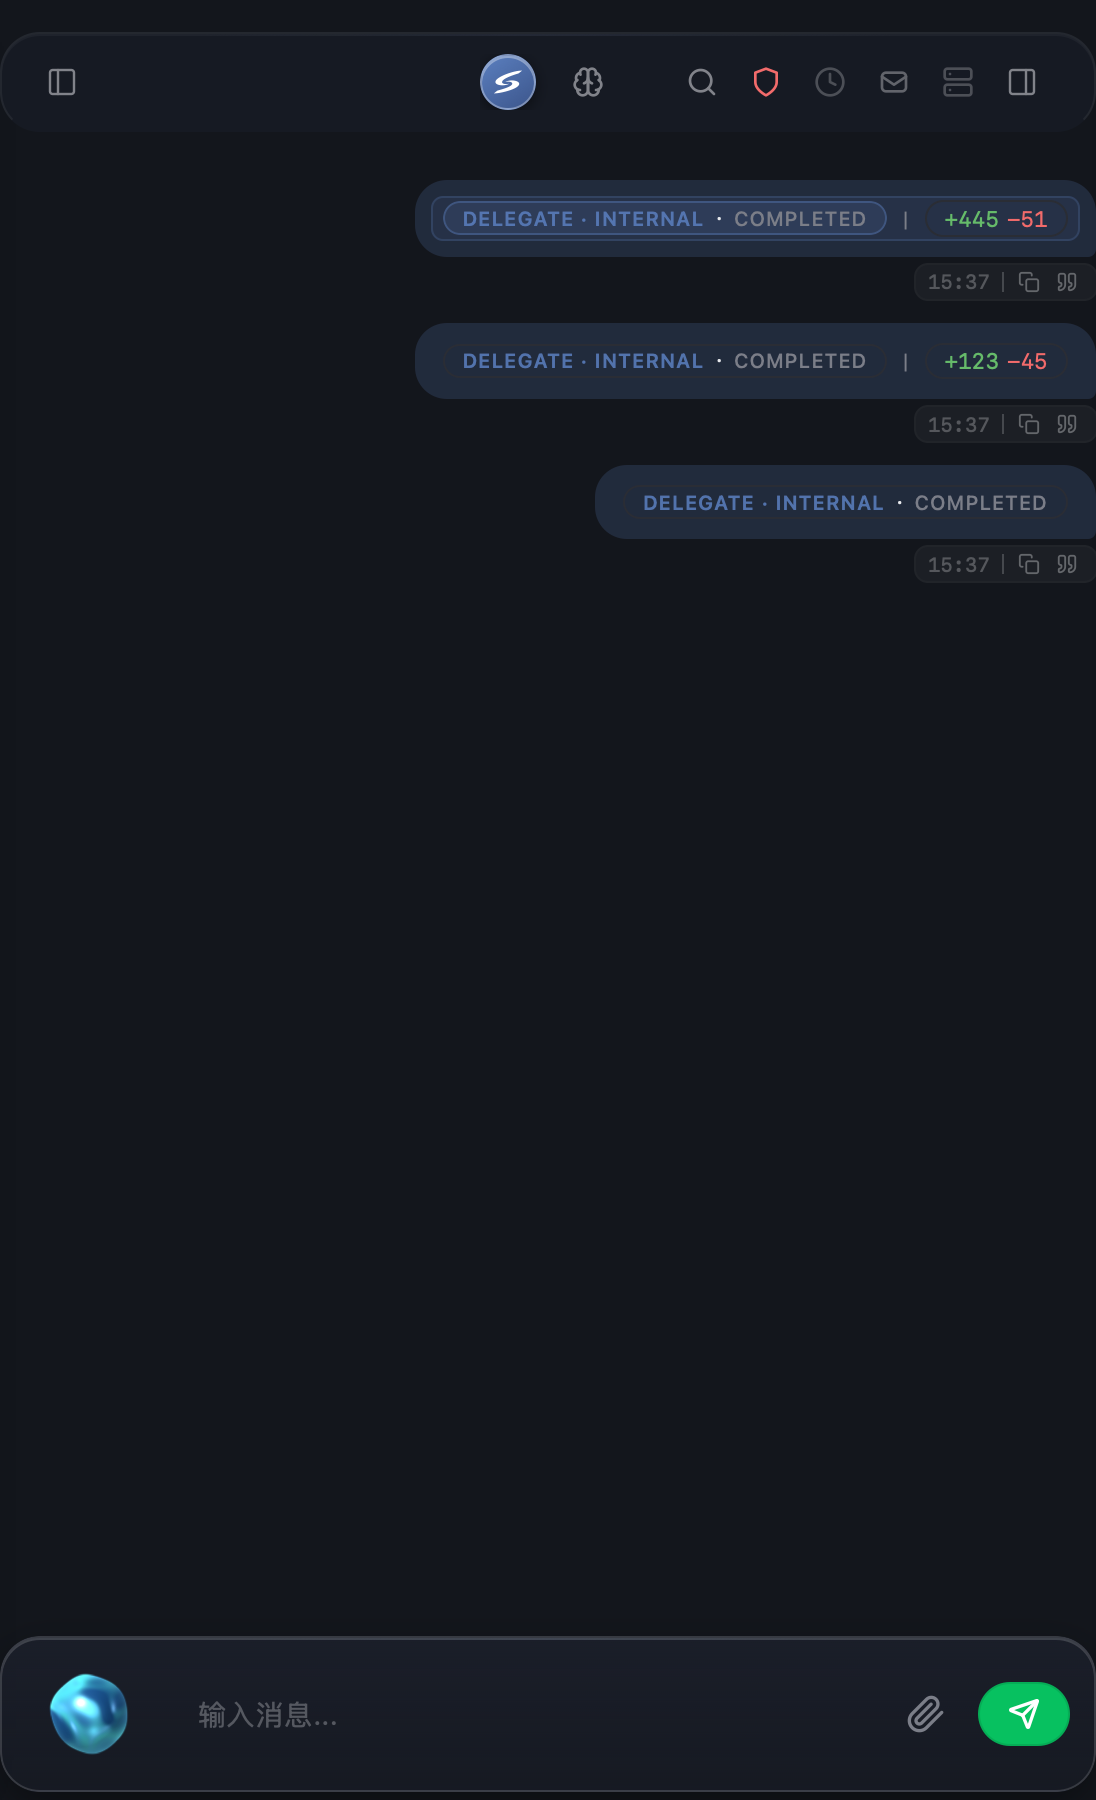 DELEGATE · INTERNAL · COMPLETED | +445 −51
15:37
DELEGATE · INTERNAL · COMPLETED | +123 −45
15:37
DELEGATE · INTERNAL · COMPLETED
15:37
输入消息...